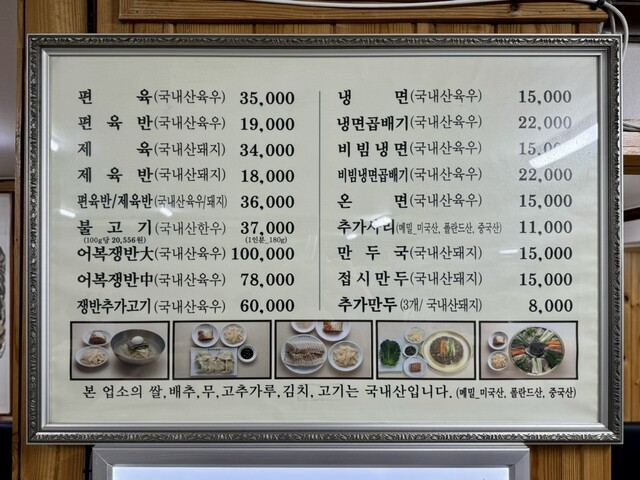 편 육(국내산육우) 35,000
편 육 반(국내산육우) 19,000
제 육(국내산돼지) 34,000
제 육 반(국내산돼지) 18,000
편육반/제육반(국내산육우/돼지) 36,000
불 고 기(국내산한우) 37,000
(100g당 20,556원) (1인분_180g)
어복쟁반大(국내산육우) 100,000
어복쟁반中(국내산육우) 78,000
쟁반추가고기(국내산육우) 60,000
냉 면(국내산육우) 15,000
냉면곱배기(국내산육우) 22,000
비 빔 냉 면(국내산육우)
비빔냉면곱배기(국내산육우) 22,000
온 면(국내산육우) 15,000
추가사리(메밀_미국산, 폴란드산, 중국산) 11,000
만 두 국(국내산돼지) 15,000
접 시 만 두(국내산돼지) 15,000
추가만두(3개/ 국내산돼지) 8,000
본 업소의 쌀,배추,무,고추가루,김치,고기는 국내산입니다. (메밀_미국산, 폴란드산, 중국산)